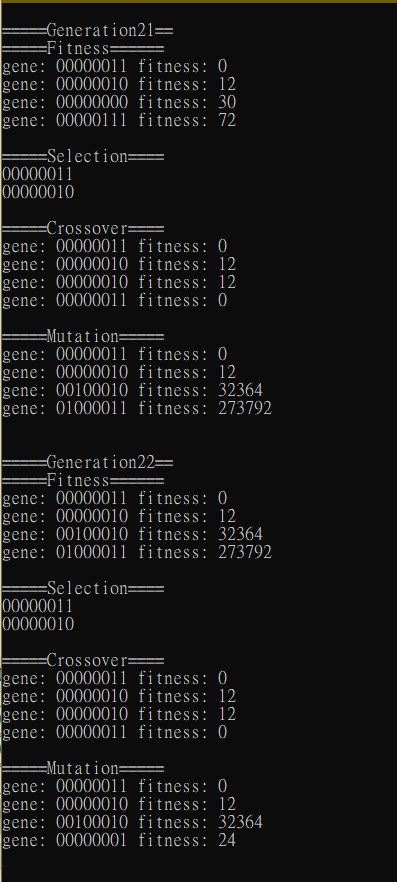 =====Generation21==
=====Fitness======
gene: 00000011 fitness: 0
gene: 00000010 fitness: 12
gene: 00000000 fitness: 30
gene: 00000111 fitness: 72
=====Selection====
00000011
00000010
=====Crossover====
gene: 00000011 fitness: 0
gene: 00000010 fitness: 12
gene: 00000010 fitness: 12
gene: 00000011 fitness: 0
=====Mutation=====
gene: 00000011 fitness: 0
gene: 00000010 fitness: 12
gene: 00100010 fitness: 32364
gene: 01000011 fitness: 273792
=====Generation22==
=====Fitness======
gene: 00000011 fitness: 0
gene: 00000010 fitness: 12
gene: 00100010 fitness: 32364
gene: 01000011 fitness: 273792
=====Selection====
00000011
00000010
=====Crossover====
gene: 00000011 fitness: 0
gene: 00000010 fitness: 12
gene: 00000010 fitness: 12
gene: 00000011 fitness: 0
=====Mutation=====
gene: 00000011 fitness: 0
gene: 00000010 fitness: 12
gene: 00100010 fitness: 32364
gene: 00000001 fitness: 24